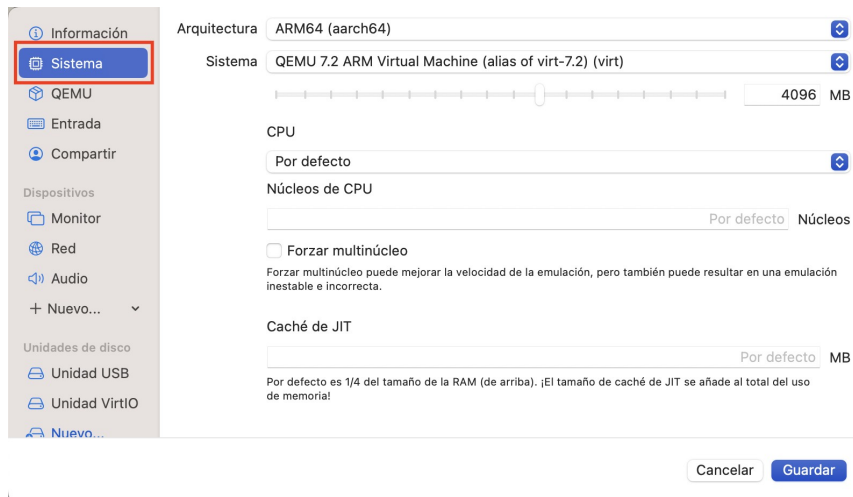 Información
Sistema
QEMU
Entrada
Compartir
Dispositivos
Monitor
Red
Audio
Nuevo...
Unidades de disco
Unidad USB
Unidad VirtIO
Nuevo...
Arquitectura ARM64 (aarch64)
Sistema QEMU 7.2 ARM Virtual Machine (alias of virt-7.2) (virt)
4096 MB
CPU
Por defecto
Núcleos de CPU
Por defecto Núcleos
Forzar multinúcleo
Forzar multinúcleo puede mejorar la velocidad de la emulación, pero también puede resultar en una emulación
inestable e incorrecta.
Caché de JIT
Por defecto MB
Por defecto es 1/4 del tamaño de la RAM (de arriba). ¡El tamaño de caché de JIT se añade al total del uso
de memoria!
Cancelar Guardar